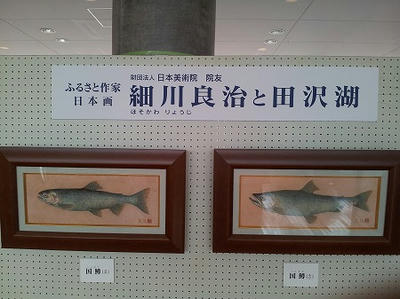 財団法人 日本美術院 院友
ふるさと作家
日本画
細川良治と田沢湖
ほそかわ りょうじ
国鱒
国鱒